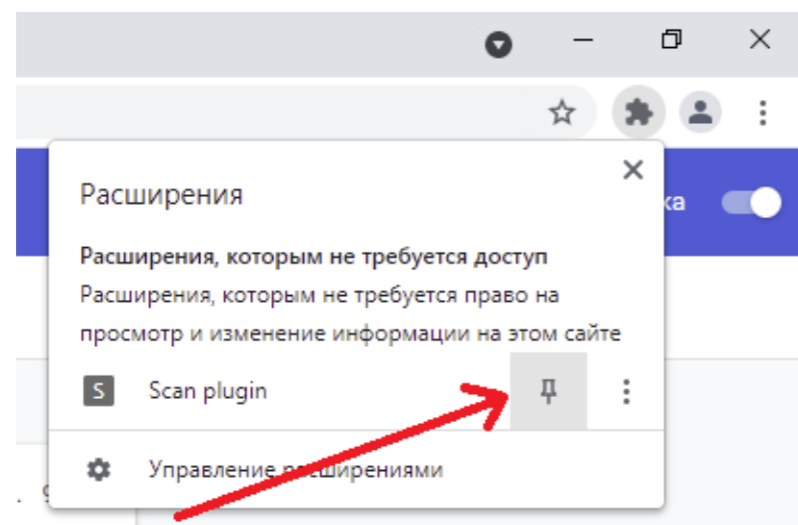 Расширения
ка
Расширения, которым не требуется доступ
Расширения, которым не требуется право на
просмотр и изменение информации на этом сайте
S Scan plugin
Управление расширениями